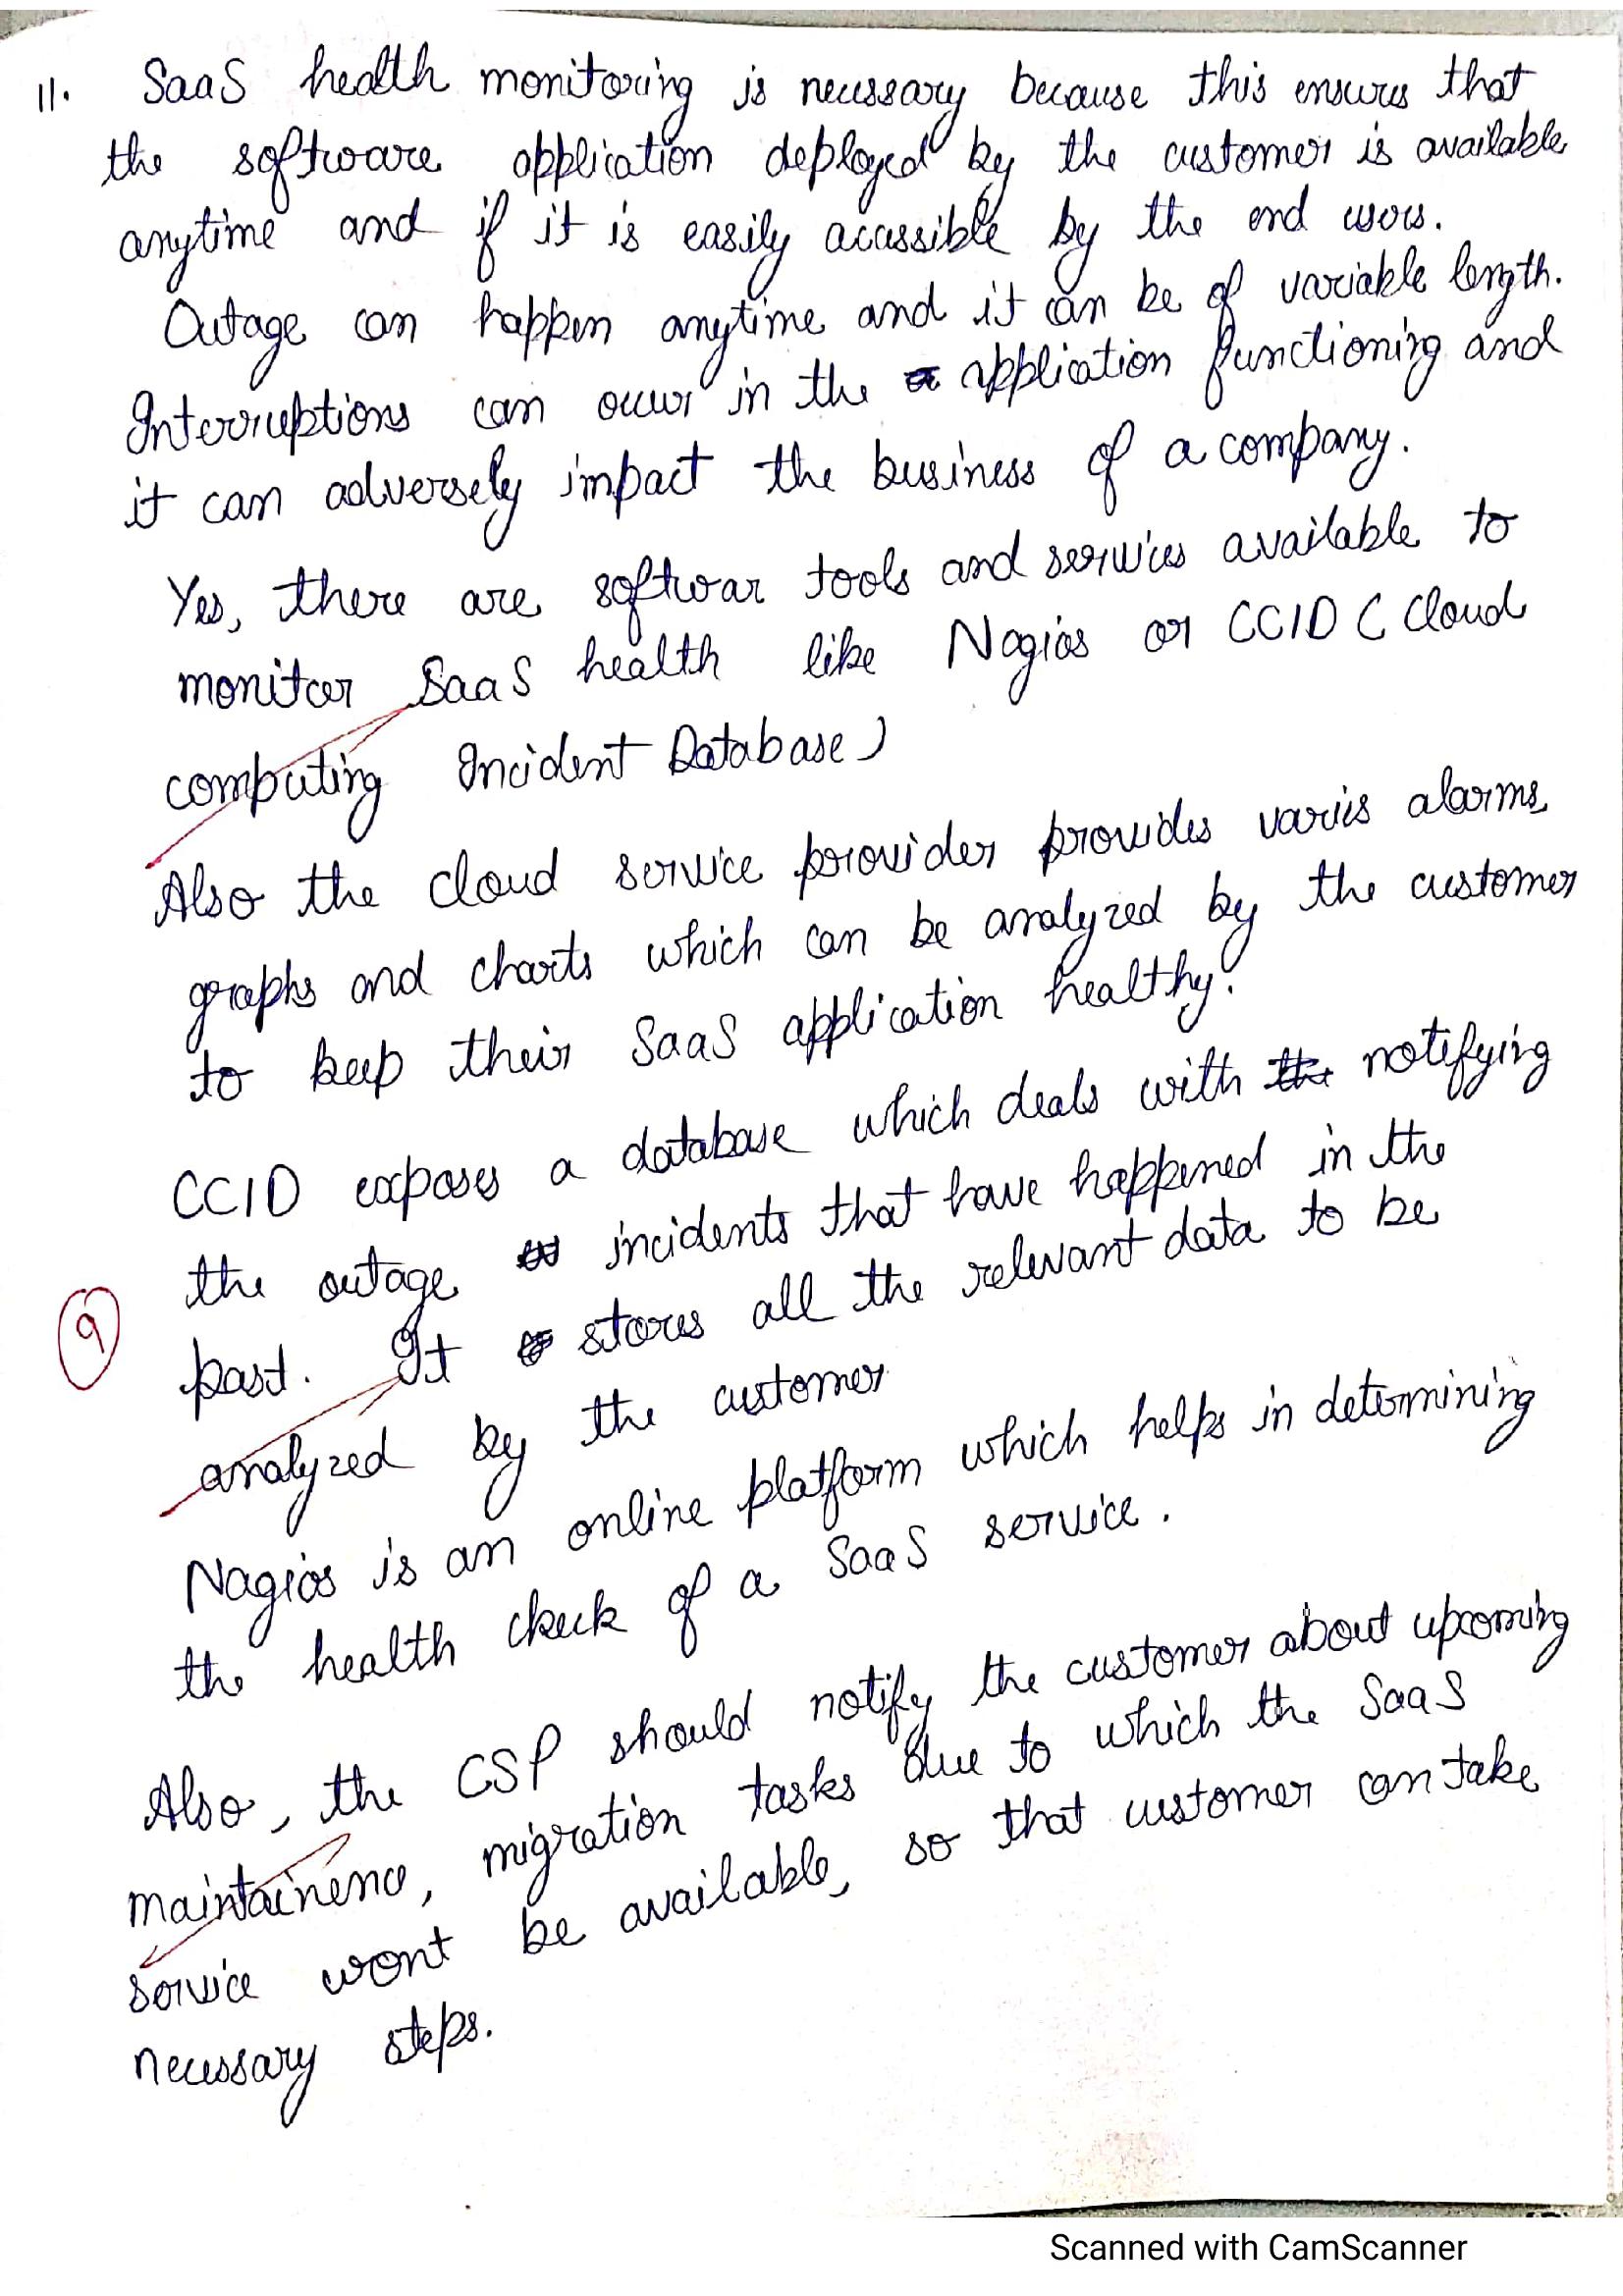 11. SaaS health monitoring is necessary because this ensures that
the software application deployed by the customer is available
anytime and if it is easily acassible by the end users.
Outage can happen anytime and it can be of variable length.
Interruptions can occur in the application functioning and
it can adversely impact the business of a company.
Yes, there are softwar tools and services available to
monitor SaaS health like Nagios or CCID ( Cloud
computing Incident Database)
Also the cloud service provider provides varius alarms,
graphs and charts which can be analyzed by the customer
to keep their SaaS application healthy.
CCID exposes a database which deals with the notifying
the outage incidents that have happened in the
9
past. It stores all the relevant data to be
analyzed by the customer
Nagios is an online platform which helps in determining
the health check of a SaaS service.
Also, the CSP should notify the customer about upcoming
maintainence, migration tasks due to which the SaaS
service wont be available, so that customer can take
necessary steps.
Scanned with CamScanner